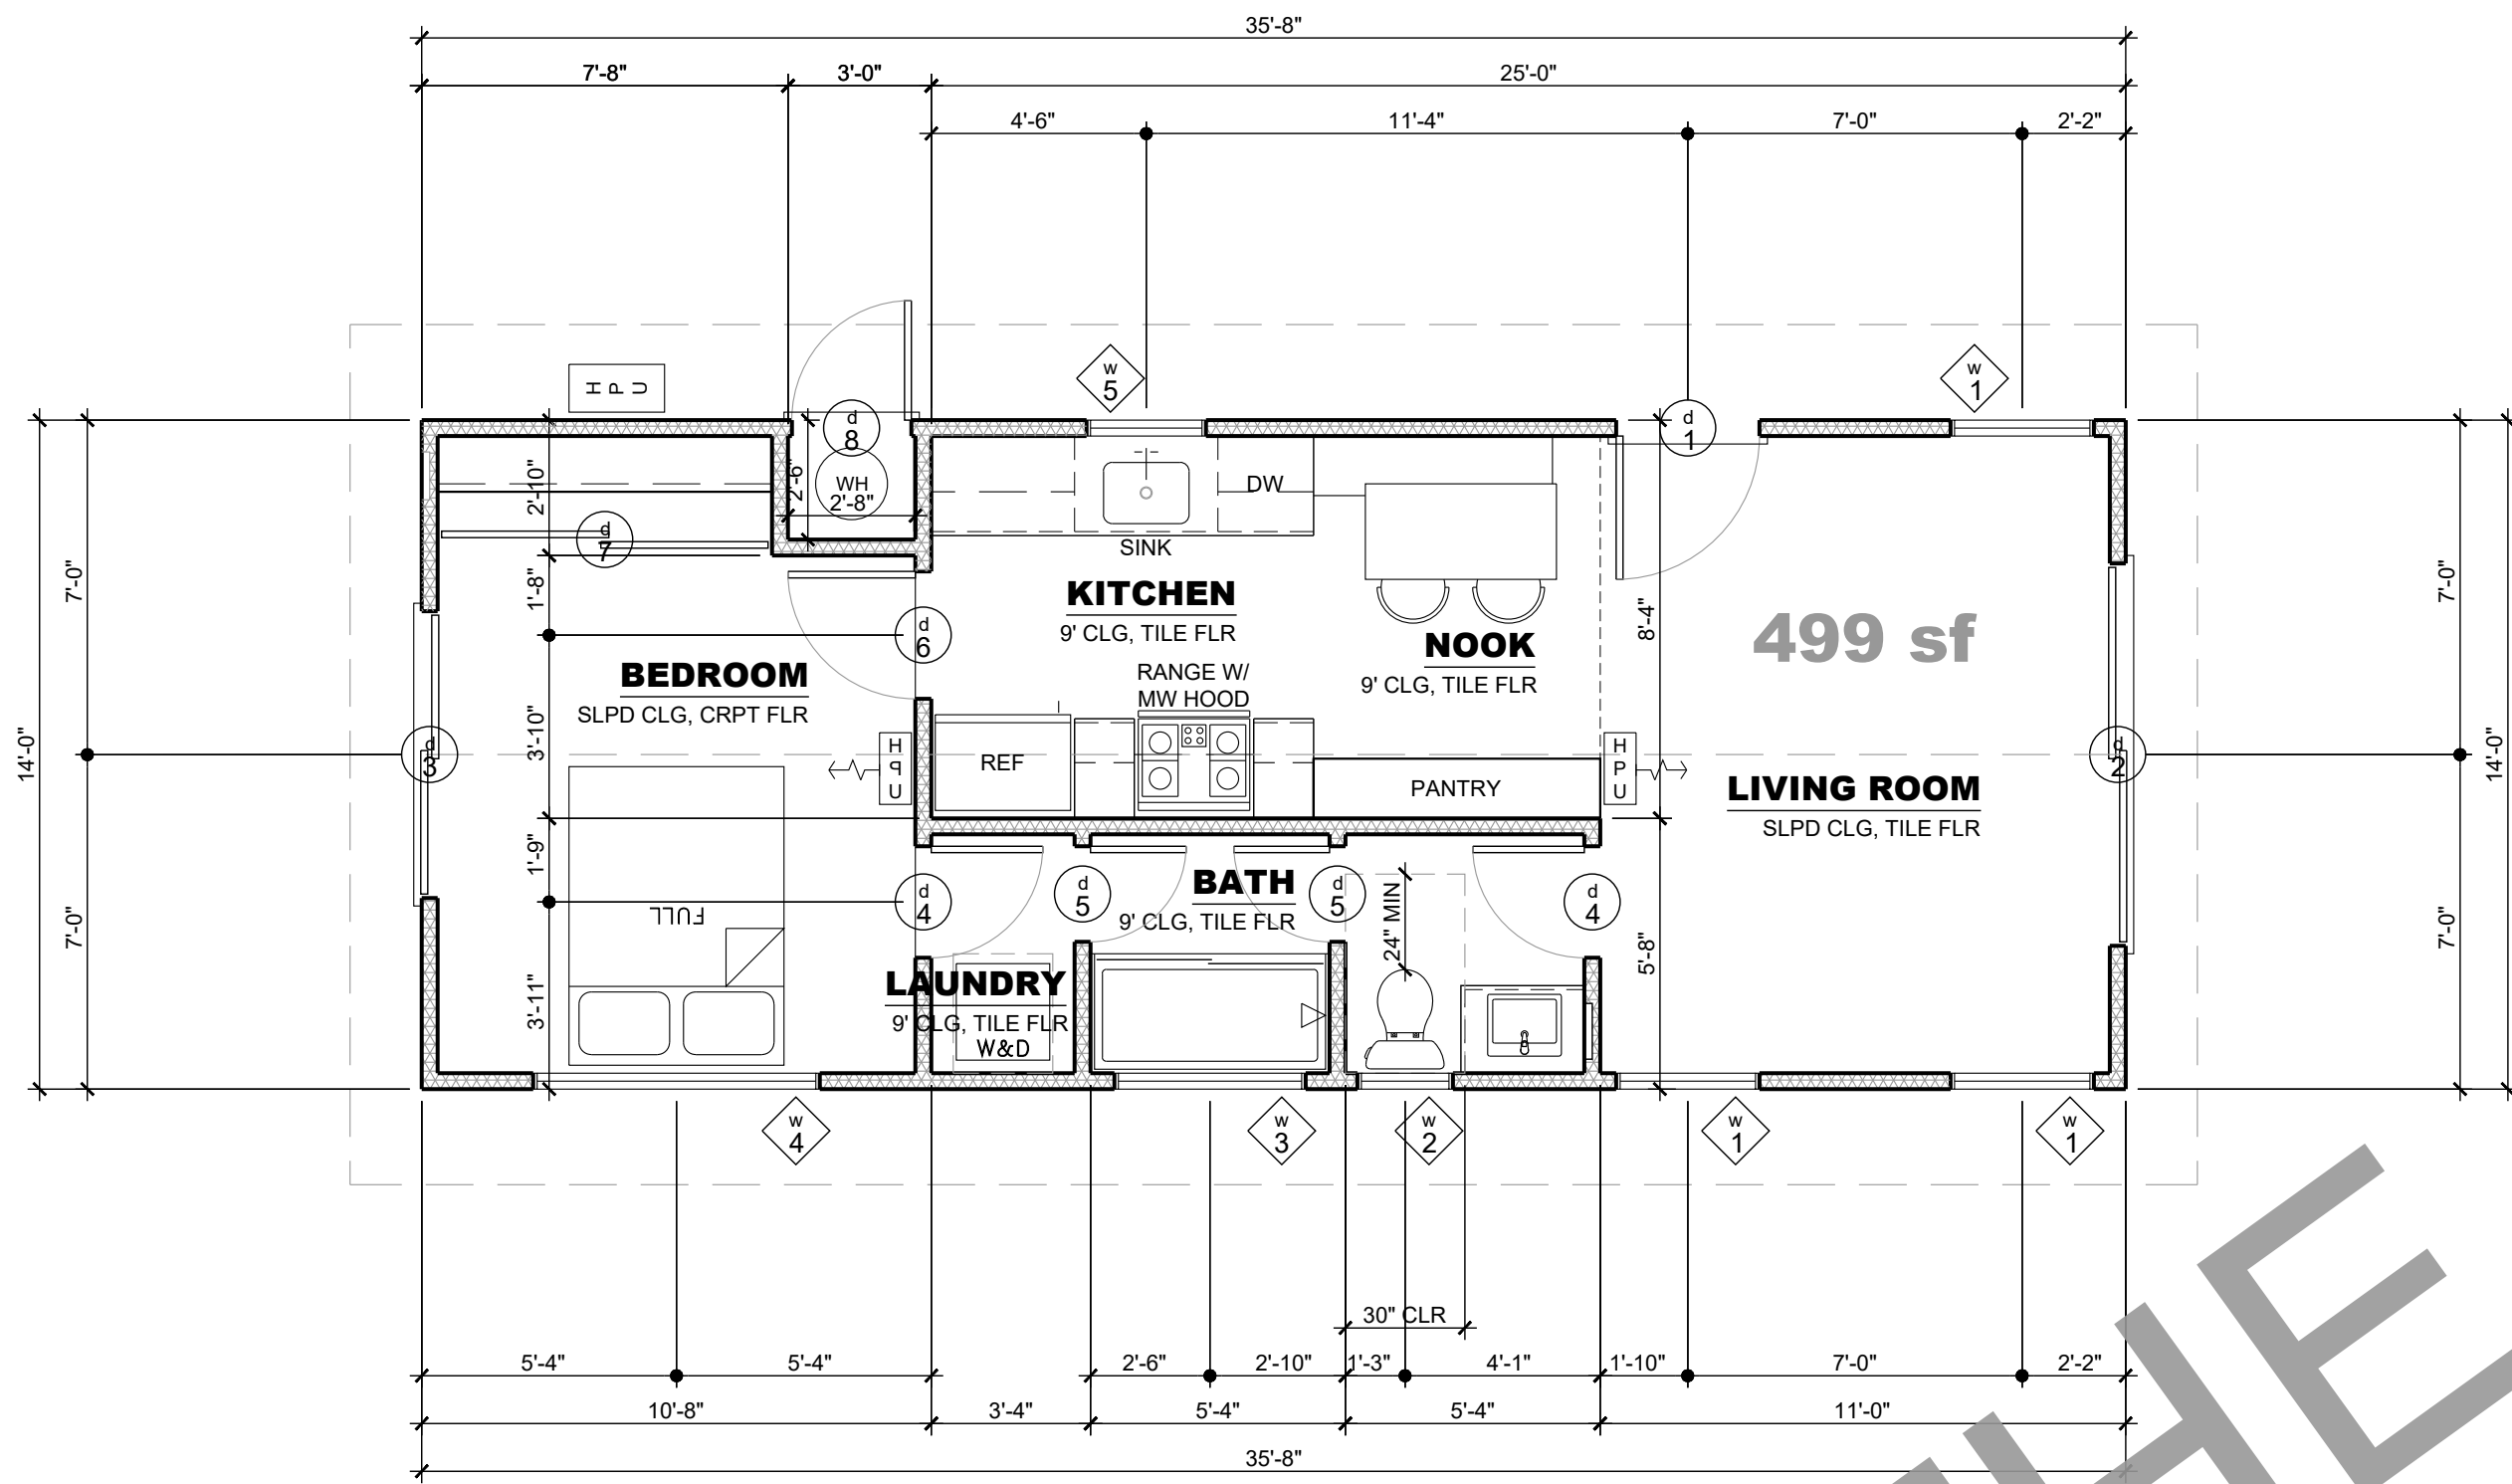 35'-8"
7'-8" 3'-0" 25'-0"
4'-6" 11'-4" 7'-0" 2'-2"
HPU
w
5
w
1
d
8
d
1
WH
2'-8"
2'-6"
2'-10"
DW
SINK
d
7
1'-8"
7'-0"
7'-0"
14'-0"
14'-0"
KITCHEN
9' CLG, TILE FLR
d
6
8'-4"
499 sf
NOOK
9' CLG, TILE FLR
RANGE W/
MW HOOD
BEDROOM
SLPD CLG, CRPT FLR
3'-10"
d
3
HPU
REF
PANTRY
HPU
d
2
LIVING ROOM
SLPD CLG, TILE FLR
1'-9"
FULL
d
4
d
5
BATH
9' CLG, TILE FLR
d
5
24" MIN
d
4
5'-8"
7'-0"
7'-0"
3'-11"
LAUNDRY
9' CLG, TILE FLR
W&D
w
4
w
3
w
2
w
1
w
1
30" CLR
5'-4" 5'-4" 2'-6" 2'-10" 1'-3" 4'-1" 1'-10" 7'-0" 2'-2"
10'-8" 3'-4" 5'-4" 5'-4" 11'-0"
35'-8"
HE